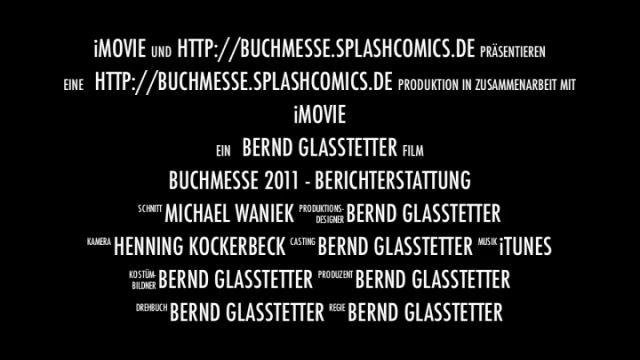 iMOVIE UND HTTP://BUCHMESSE.SPLASHCOMICS.DE PRÄSENTIEREN
EINE HTTP://BUCHMESSE.SPLASHCOMICS.DE PRODUKTION IN ZUSAMMENARBEIT MIT
iMOVIE
EIN BERND GLASSTETTER FILM
BUCHMESSE 2011 - BERICHTERSTATTUNG
SCHNITT MICHAEL WANIEK PRODUKTIONS-DESIGNER BERND GLASSTETTER
KAMERA HENNING KOCKERBECK CASTING BERND GLASSTETTER MUSIK iTUNES
KOSTÜM-BILDNER BERND GLASSTETTER PRODUZENT BERND GLASSTETTER
DREHBUCH BERND GLASSTETTER REGIE BERND GLASSTETTER